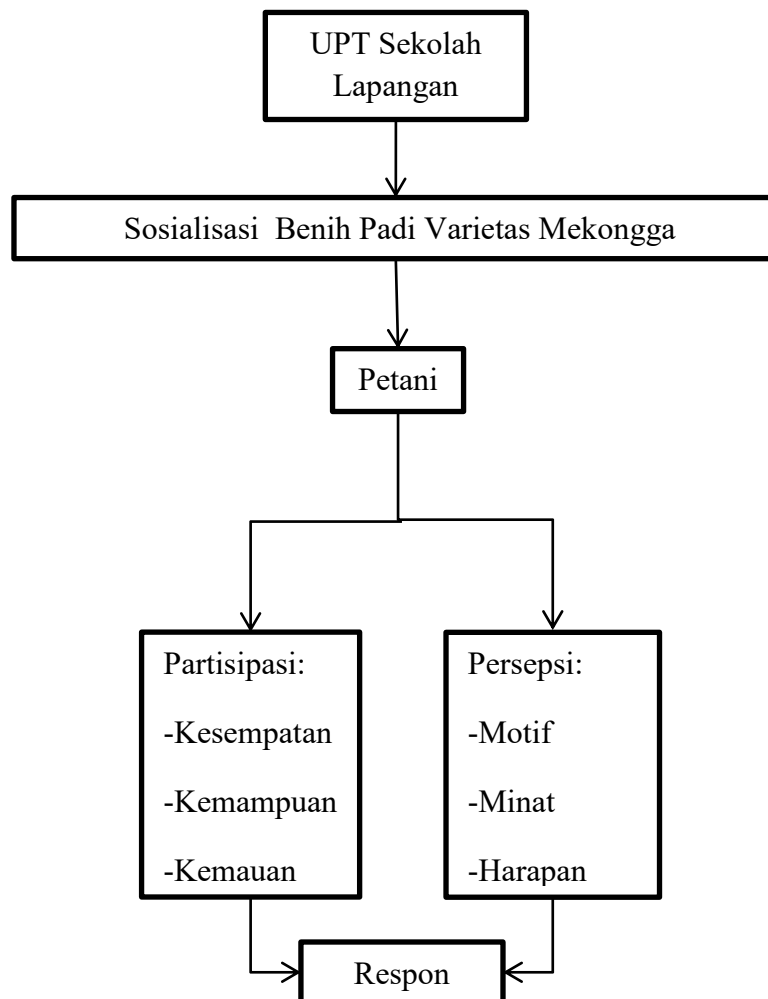 UPT Sekolah
Lapangan
Sosialisasi Benih Padi Varietas Mekongga
Petani
Partisipasi:
-Kesempatan
-Kemampuan
-Kemauan
Persepsi:
-Motif
-Minat
-Harapan
Respon